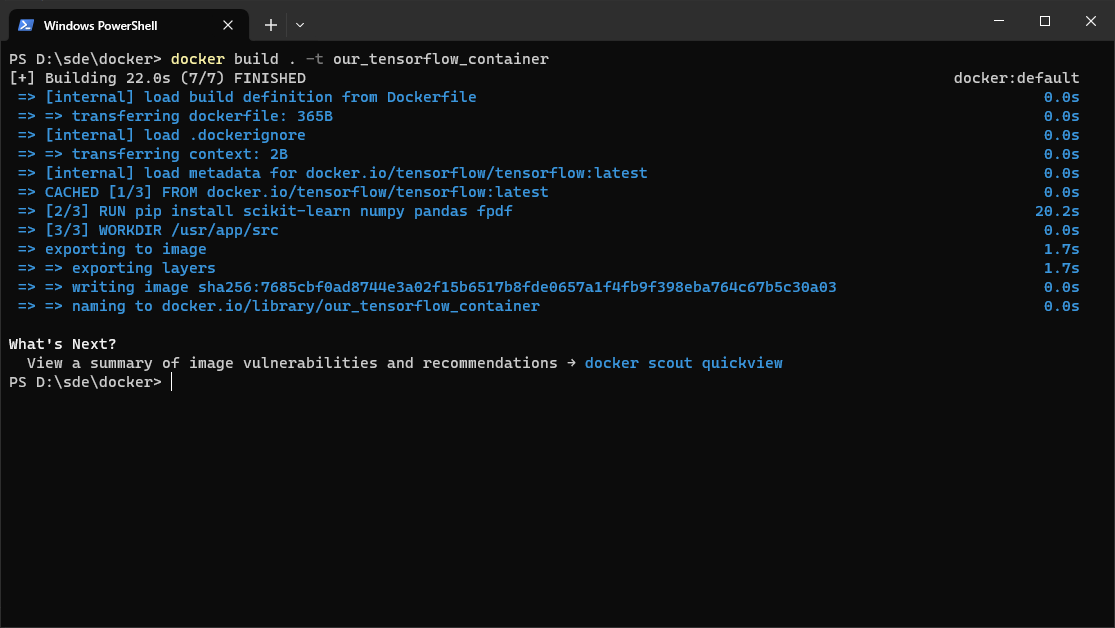 Windows PowerShell
PS D:\sde\docker> docker build . -t our_tensorflow_container
[+] Building 22.0s (7/7) FINISHED docker:default
=> [internal] load build definition from Dockerfile 0.0s
=> => transferring dockerfile: 365B 0.0s
=> [internal] load .dockerignore 0.0s
=> => transferring context: 2B 0.0s
=> [internal] load metadata for docker.io/tensorflow/tensorflow:latest 0.0s
=> CACHED [1/3] FROM docker.io/tensorflow/tensorflow:latest 0.0s
=> [2/3] RUN pip install scikit-learn numpy pandas fpdf 20.2s
=> [3/3] WORKDIR /usr/app/src 0.0s
=> exporting to image 1.7s
=> => exporting layers 1.7s
=> => writing image sha256:7685cbf0ad8744e3a02f15b6517b8fde0657a1f4fb9f398eba764c67b5c30a03 0.0s
=> => naming to docker.io/library/our_tensorflow_container 0.0s
What's Next?
View a summary of image vulnerabilities and recommendations → docker scout quickview
PS D:\sde\docker>